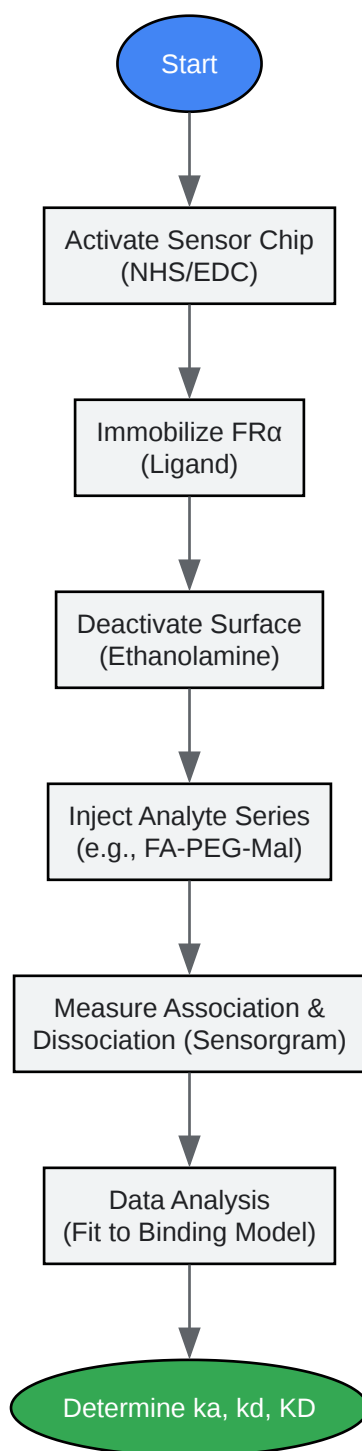 Start
Activate Sensor Chip
(NHS/EDC)
Immobilize FRα
(Ligand)
Deactivate Surface
(Ethanolamine)
Inject Analyte Series
(e.g., FA-PEG-Mal)
Measure Association &
Dissociation (Sensorgram)
Data Analysis
(Fit to Binding Model)
Determine ka, kd, KD